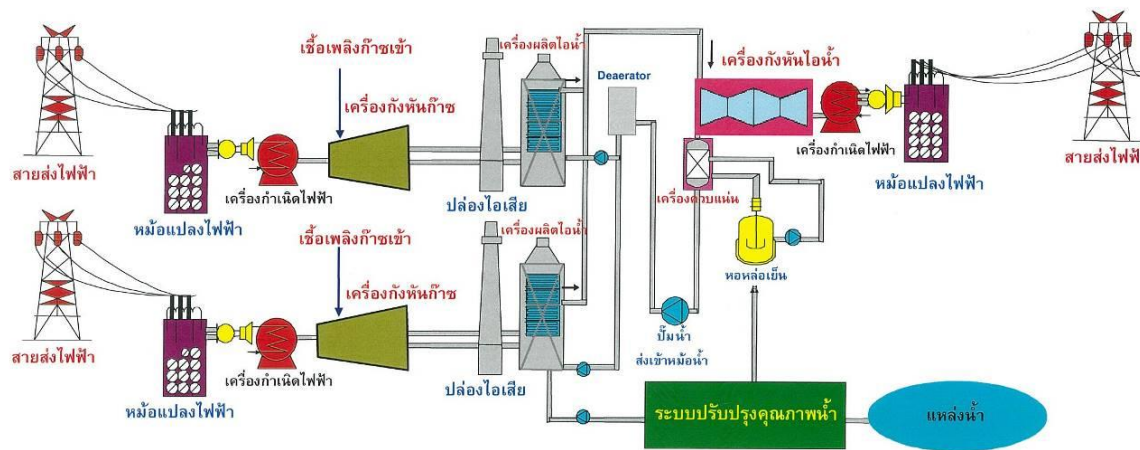 เชื้อเพลิงก๊าซเข้า
เครื่องผลิตไอน้ำ
เครื่องกังหันไอน้ำ
Deaerator
เครื่องกังหันก๊าซ
สายส่งไฟฟ้า
เครื่องกำเนิดไฟฟ้า
หม้อแปลงไฟฟ้า
ปล่องไอเสีย
เครื่องควบแน่น
เครื่องกำเนิดไฟฟ้า
หม้อแปลงไฟฟ้า
สายส่งไฟฟ้า
เชื้อเพลิงก๊าซเข้า
เครื่องผลิตไอน้ำ
เครื่องกังหันก๊าซ
หอหล่อเย็น
สายส่งไฟฟ้า
เครื่องกำเนิดไฟฟ้า
หม้อแปลงไฟฟ้า
ปล่องไอเสีย
ปั๊มน้ำ
ส่งเข้าหม้อน้ำ
ระบบปรับปรุงคุณภาพน้ำ
แหล่งน้ำ